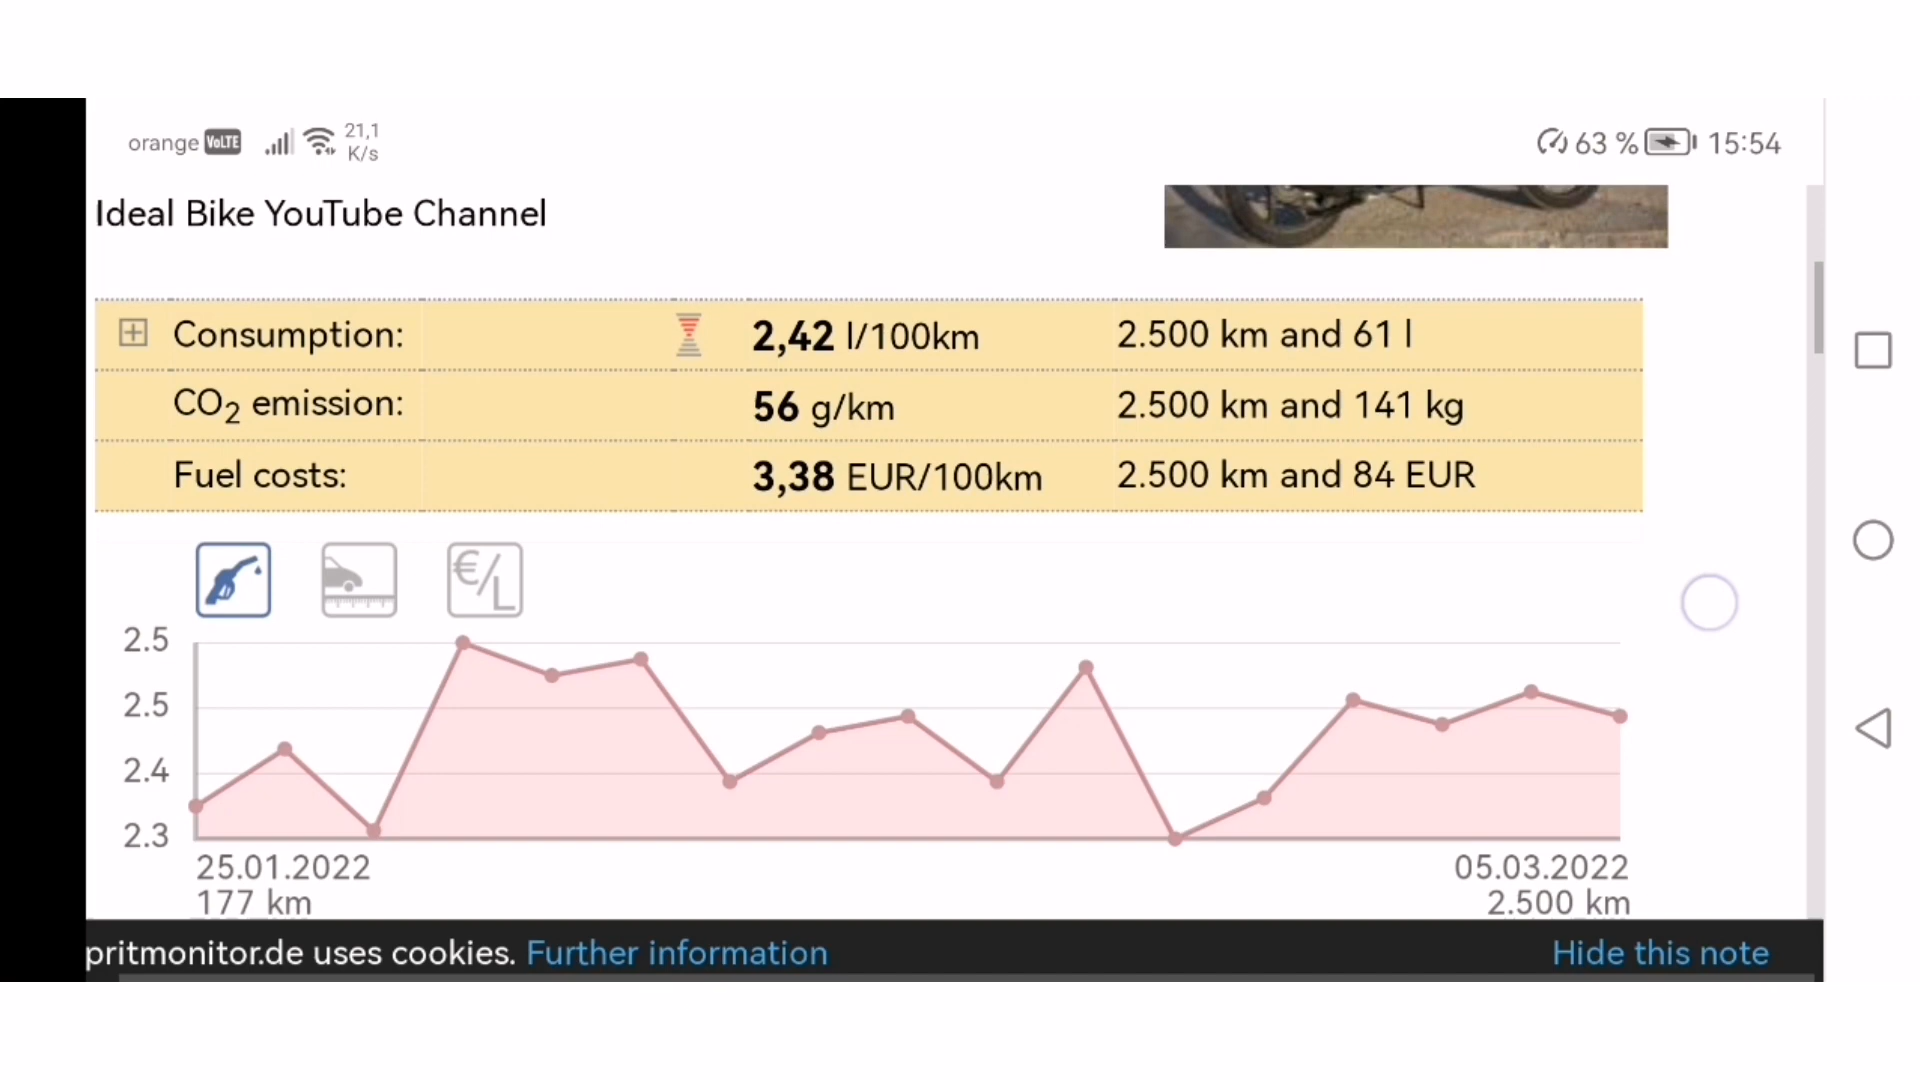 orange VoLTE 21,1 K/s 63 % 15:54
Ideal Bike YouTube Channel
Consumption: 2,42 l/100km 2.500 km and 61 l
CO2 emission: 56 g/km 2.500 km and 141 kg
Fuel costs: 3,38 EUR/100km 2.500 km and 84 EUR
€/L
2.5
2.5
2.4
2.3
25.01.2022 05.03.2022
177 km 2.500 km
pritmonitor.de uses cookies. Further information Hide this note